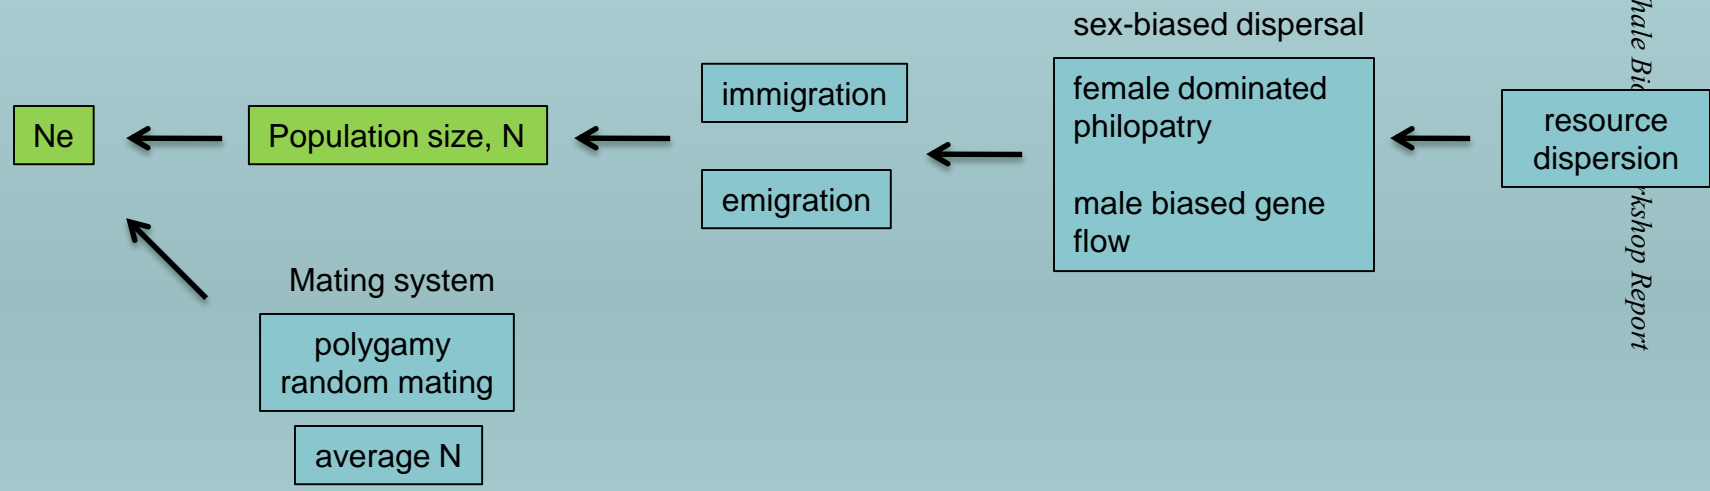 sex-biased dispersal
immigration
female dominated
philopatry
male biased gene
flow
resource
dispersion
Ne
Population size, N
emigration
Mating system
polygamy
random mating
average N
Report